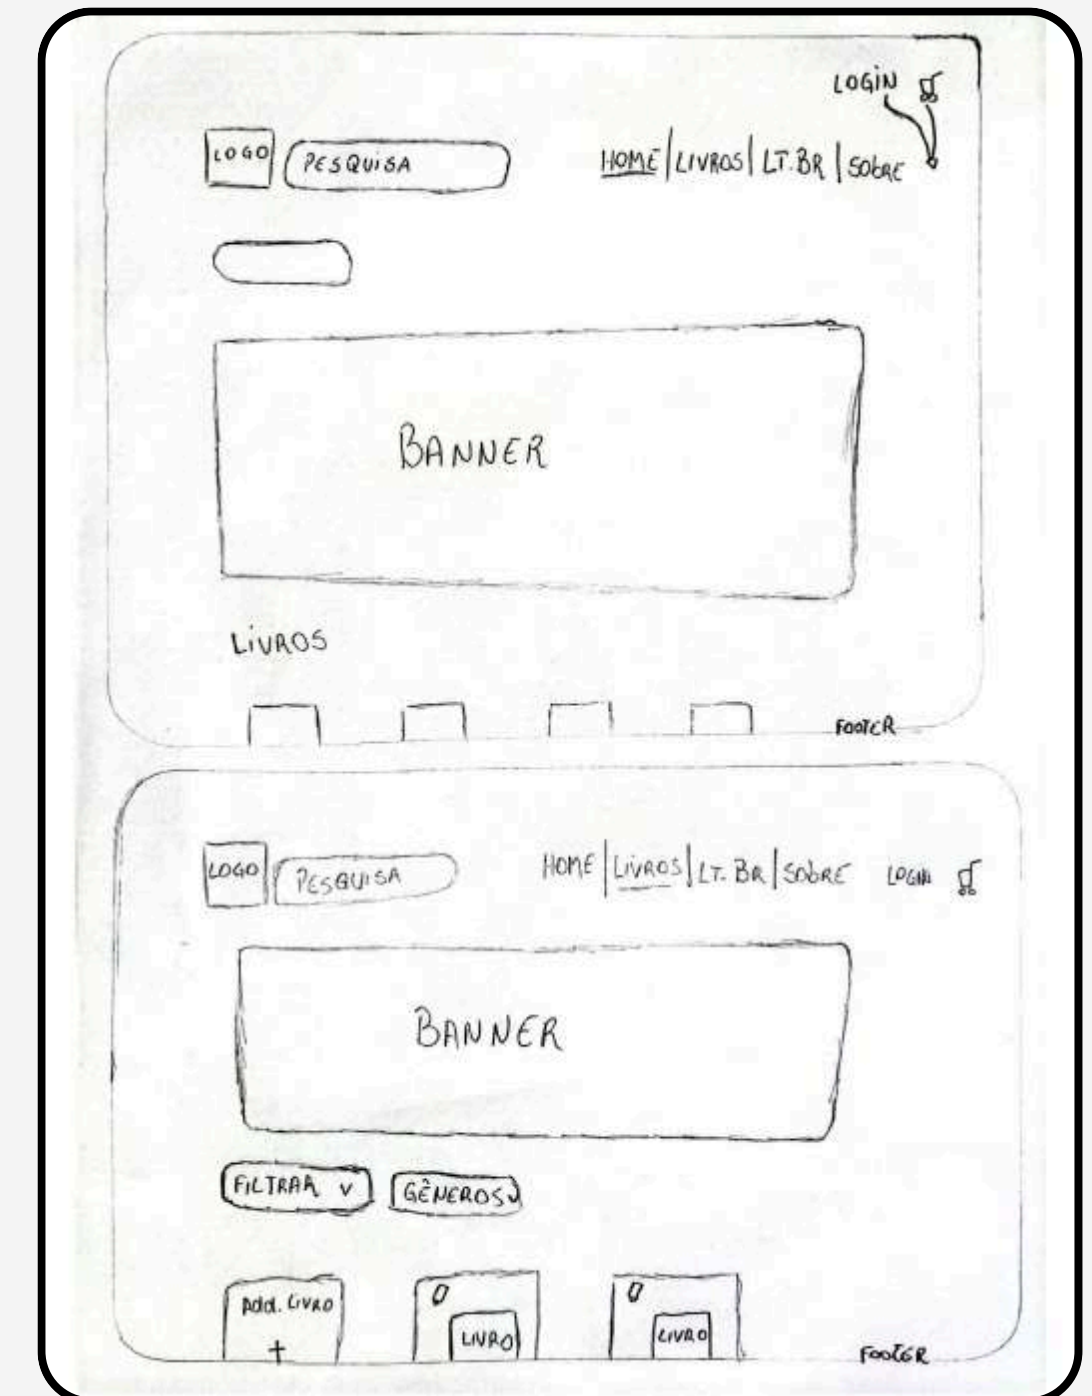 LOGIN
LOGO PESQUISA HOME | LIVROS | LT. BR | SOBRE
BANNER
LIVROS
FOOTER
LOGO PESQUISA HOME | LIVROS | LT. BR | SOBRE LOGIN
BANNER
FILTRAR v GÊNEROS v
Add. LIVRO
+ LIVRO LIVRO
FOOTER